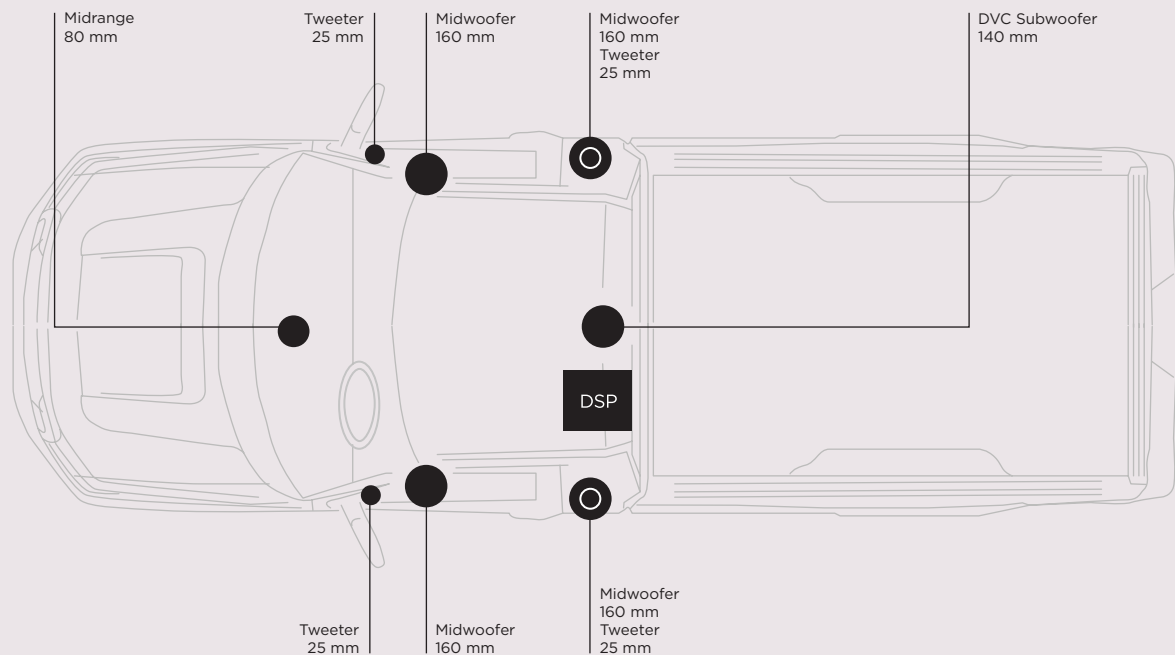 Midrange
80 mm
Tweeter
25 mm
Midwoofer
160 mm
Midwoofer
160 mm
Tweeter
25 mm
DVC Subwoofer
140 mm
DSP
Tweeter
25 mm
Midwoofer
160 mm
Midwoofer
160 mm
Tweeter
25 mm